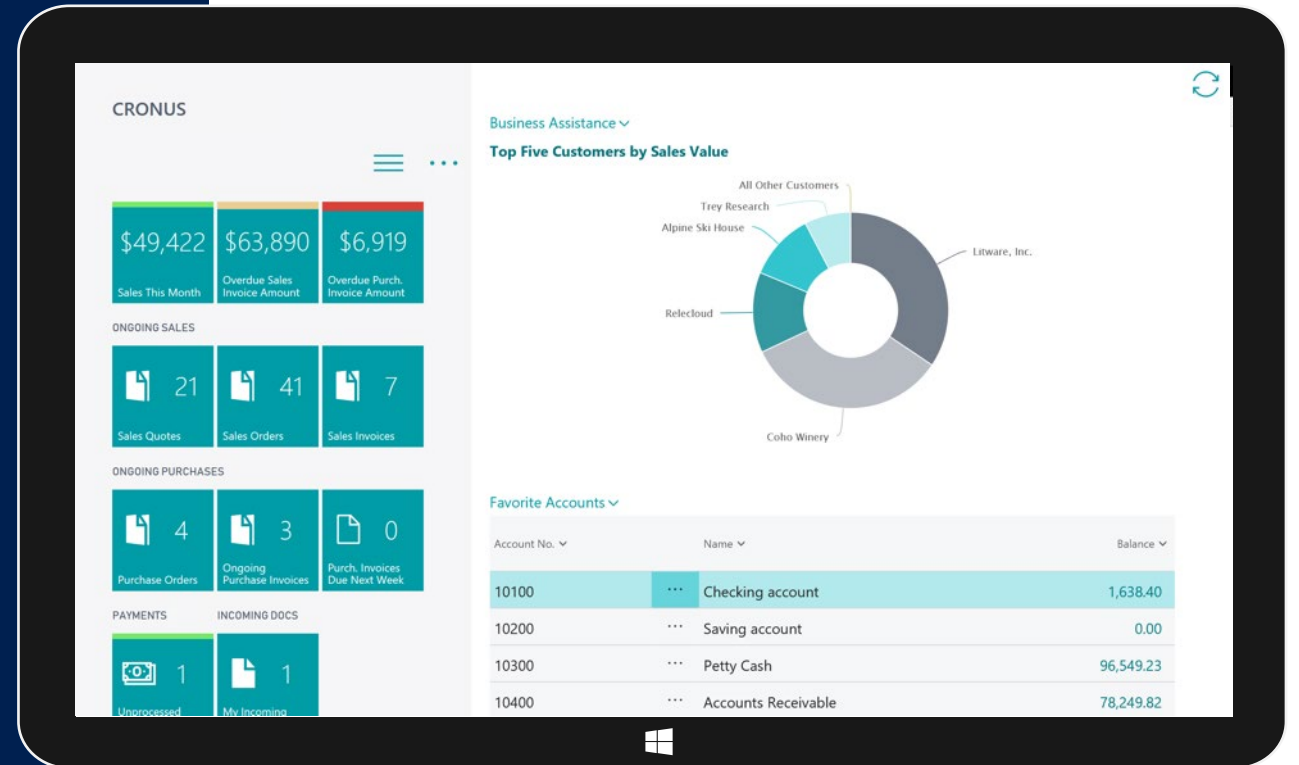 CRONUS
$49,422
Sales This Month
$63,890
Overdue Sales
Invoice Amount
$6,919
Overdue Purch.
Invoice Amount
ONGOING SALES
21
Sales Quotes
41
Sales Orders
7
Sales Invoices
ONGOING PURCHASES
4
Purchase Orders
3
Ongoing
Purchase Invoices
0
Purch. Invoices
Due Next Week
PAYMENTS
INCOMING DOCS
1
Unprocessed
1
My Incoming
Business Assistance
Top Five Customers by Sales Value
All Other Customers
Trey Research
Alpine Ski House
Litware, Inc.
Relecloud
Coho Winery
Favorite Accounts
Account No. Name Balance
10100 ... Checking account 1,638.40
10200 ... Saving account 0.00
10300 ... Petty Cash 96,549.23
10400 ... Accounts Receivable 78,249.82